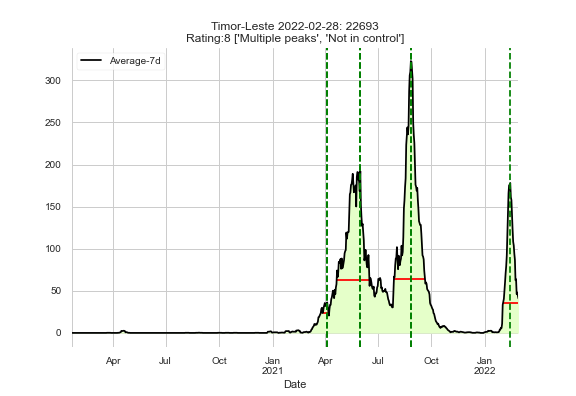 Timor-Leste 2022-02-28: 22693
Rating:8 ['Multiple peaks', 'Not in control']
Average-7d
300
250
200
150
100
50
0
Apr Jul Oct Jan Apr Jul Oct Jan
2021 2022
Date